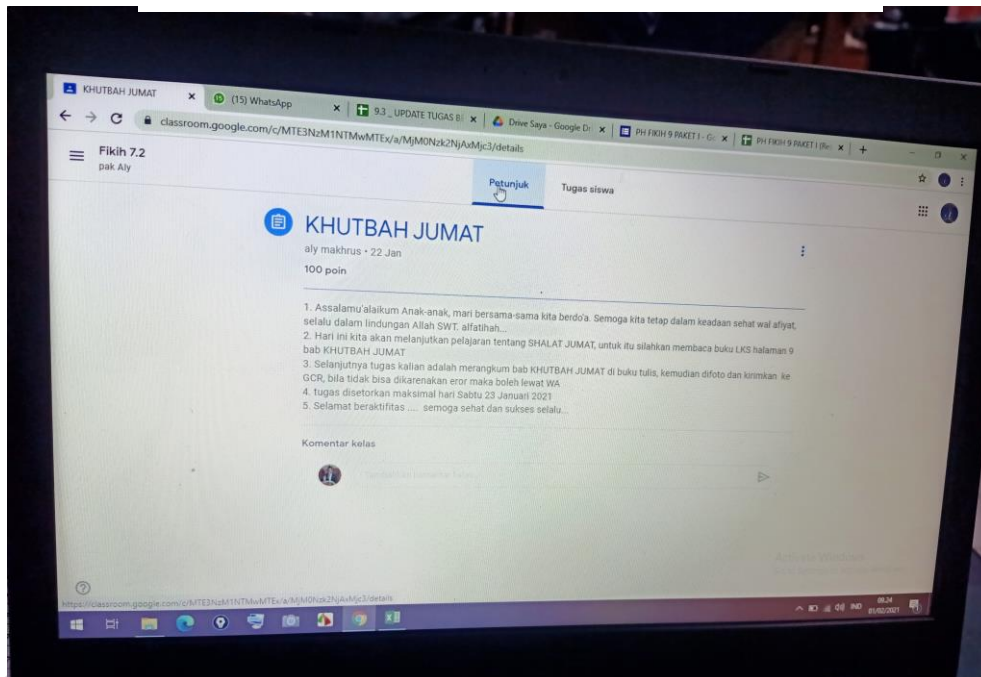 KHUTBAH JUMAT
(15) WhatsApp
9.3 _ UPDATE TUGAS B
Drive Saya - Google Dr
PH FIKIH 9 PAKET I - G
PH FIKIH 9 PAKET I (Re
classroom.google.com/c/MTE3NzM1NTMwMTEx/a/MjM0Nzk2NjAxMjc3/details
Fikih 7.2
pak Aly
Petunjuk
Tugas siswa
KHUTBAH JUMAT
aly makhrus • 22 Jan
100 poin
1. Assalamu'alaikum Anak-anak, mari bersama-sama kita berdo'a. Semoga kita tetap dalam keadaan sehat wal afiyat,
selalu dalam lindungan Allah SWT. alfatihah...
2. Hari ini kita akan melanjutkan pelajaran tentang SHALAT JUMAT, untuk itu silahkan membaca buku LKS halaman 9
bab KHUTBAH JUMAT
3. Selanjutnya tugas kalian adalah merangkum bab KHUTBAH JUMAT di buku tulis, kemudian difoto dan kirimkan ke
GCR, bila tidak bisa dikarenakan eror maka boleh lewat WA
4. tugas disetorkan maksimal hari Sabtu 23 Januari 2021
5. Selamat beraktifitas .... semoga sehat dan sukses selalu...
Komentar kelas
Activate Windows
https://classroom.google.com/c/MTE3NzM1NTMwMTEx/a/MjM0Nzk2NjAxMjc3/details
IND
08.24
01/02/2021